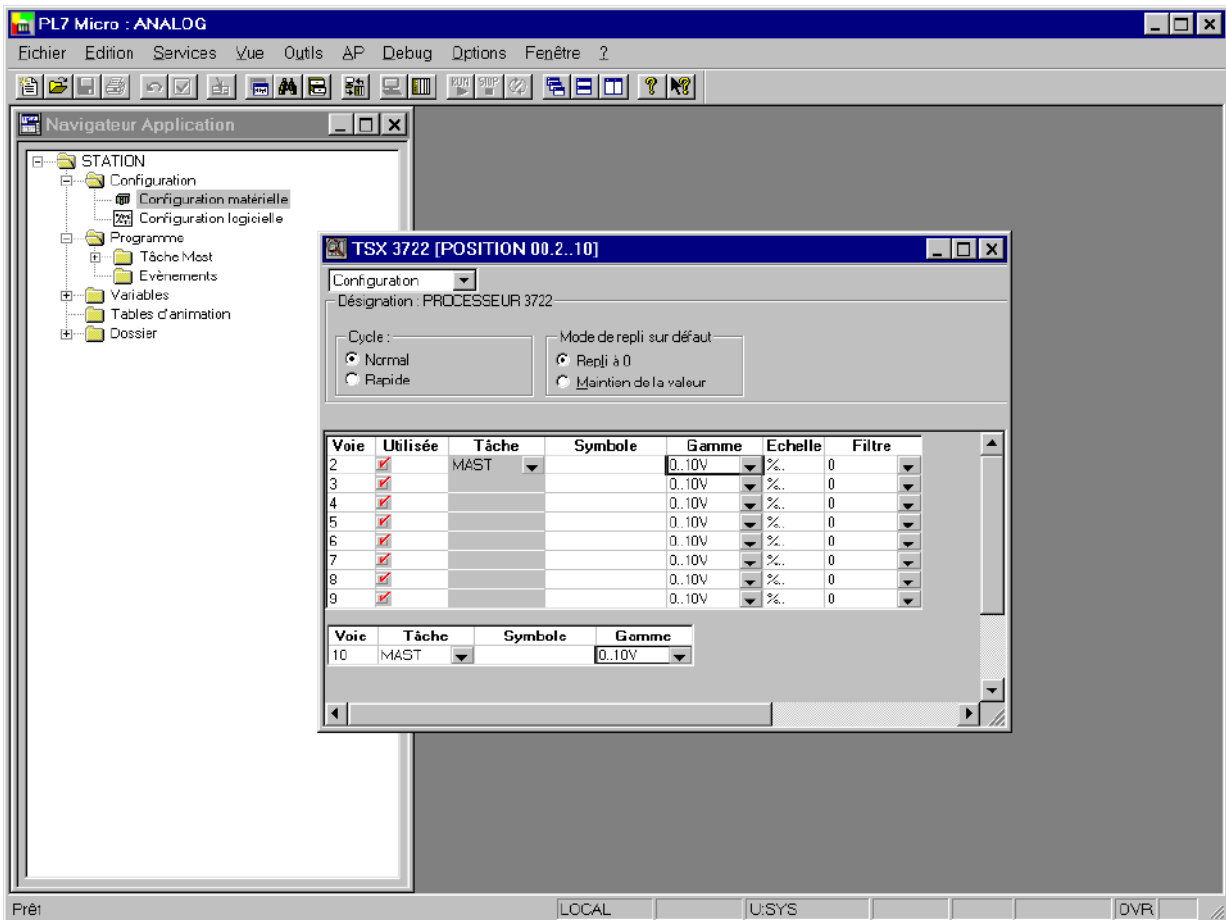 PL7 Micro : ANALOG
Fichier Edition Services Vue Outils AP Debug Options Fenêtre ?
RUN STOP
Navigateur Application
STATION
Configuration
Configuration matérielle
Configuration logicielle
Programme
Tâche Mast
Evènements
Variables
Tables d'animation
Dossier
TSX 3722 [POSITION 00.2..10]
Configuration
Désignation : PROCESSEUR 3722
Cycle :
Normal
Rapide
Mode de repli sur défaut
Repli à 0
Maintien de la valeur
Voie Utilisée Tâche Symbole Gamme Echelle Filtre
2 MAST 0..10V %.. 0
3 0..10V %.. 0
4 0..10V %.. 0
5 0..10V %.. 0
6 0..10V %.. 0
7 0..10V %.. 0
8 0..10V %.. 0
9 0..10V %.. 0
Voie Tâche Symbole Gamme
10 MAST 0..10V
Prêt LOCAL U:SYS OVR